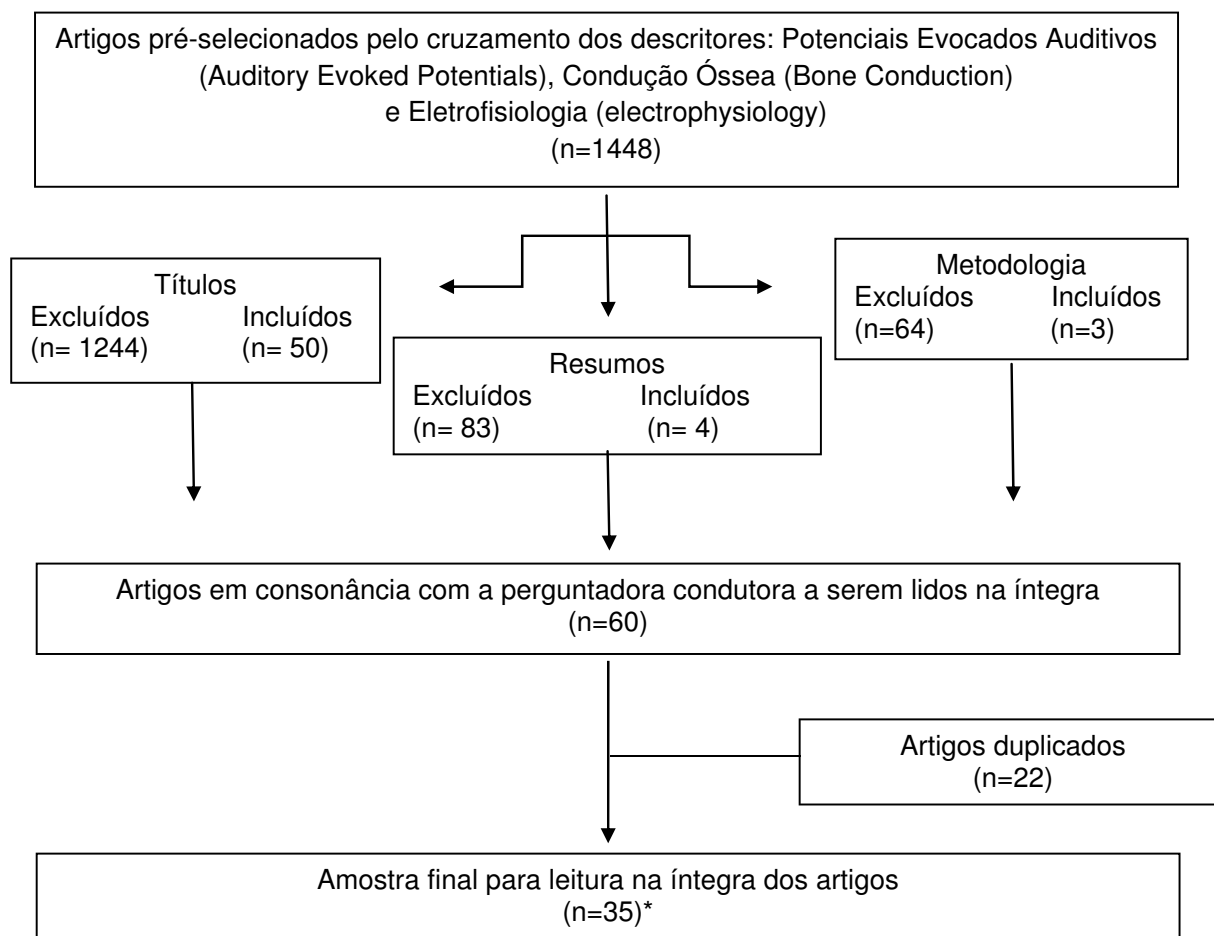 Artigos pré-selecionados pelo cruzamento dos descritores: Potenciais Evocados Auditivos
(Auditory Evoked Potentials), Condução Óssea (Bone Conduction)
e Eletrofisiologia (electrophysiology)
(n=1448)
Títulos
Excluídos Incluídos
(n= 1244) (n= 50)
Resumos
Excluídos Incluídos
(n= 83) (n= 4)
Metodologia
Excluídos Incluídos
(n=64) (n=3)
Artigos em consonância com a perguntadora condutora a serem lidos na íntegra
(n=60)
Artigos duplicados
(n=22)
Amostra final para leitura na íntegra dos artigos
(n=35)*